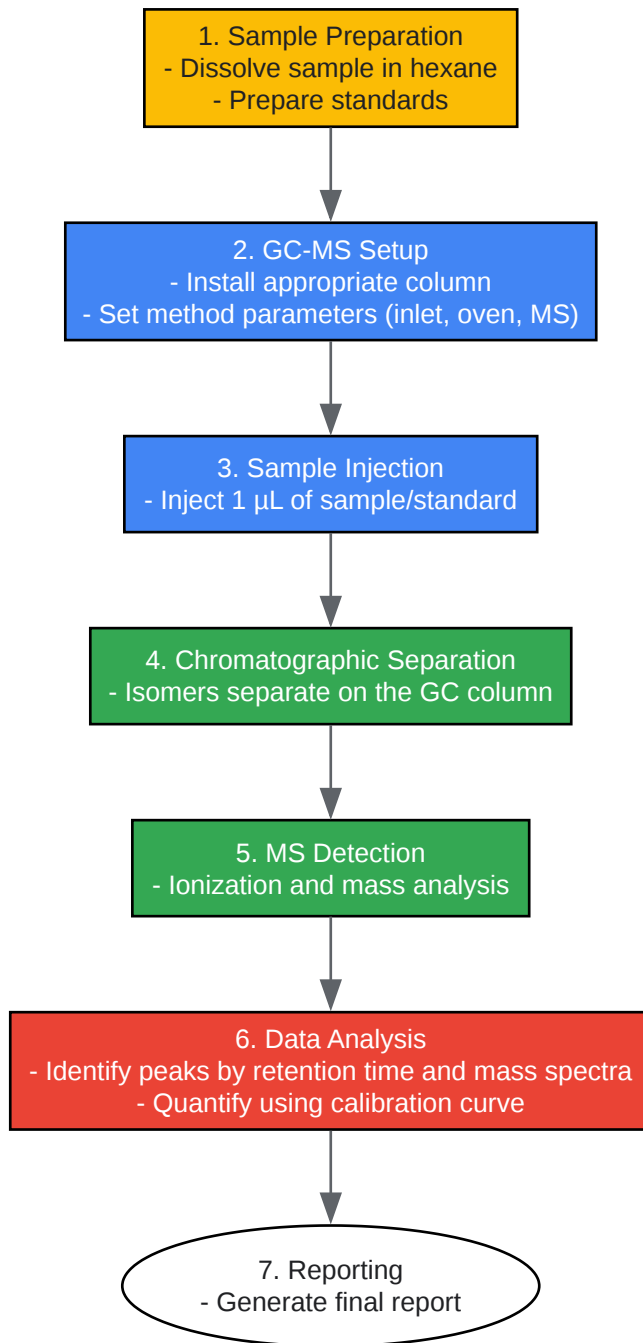 1. Sample Preparation
- Dissolve sample in hexane
- Prepare standards
2. GC-MS Setup
- Install appropriate column
- Set method parameters (inlet, oven, MS)
3. Sample Injection
- Inject 1 µL of sample/standard
4. Chromatographic Separation
- Isomers separate on the GC column
5. MS Detection
- Ionization and mass analysis
6. Data Analysis
- Identify peaks by retention time and mass spectra
- Quantify using calibration curve
7. Reporting
- Generate final report